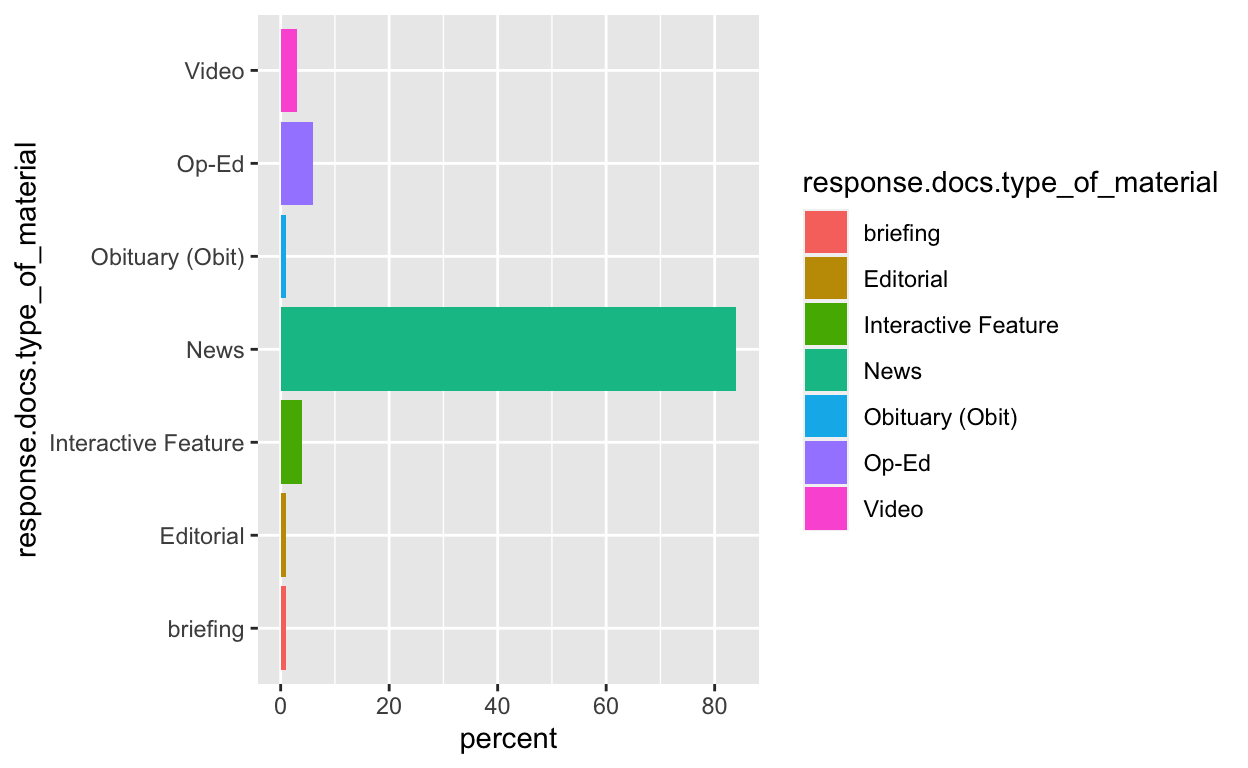 response.docs.type_of_material
Video
Op-Ed
Obituary (Obit)
News
Interactive Feature
Editorial
briefing
0 20 40 60 80
percent
response.docs.type_of_material
briefing
Editorial
Interactive Feature
News
Obituary (Obit)
Op-Ed
Video